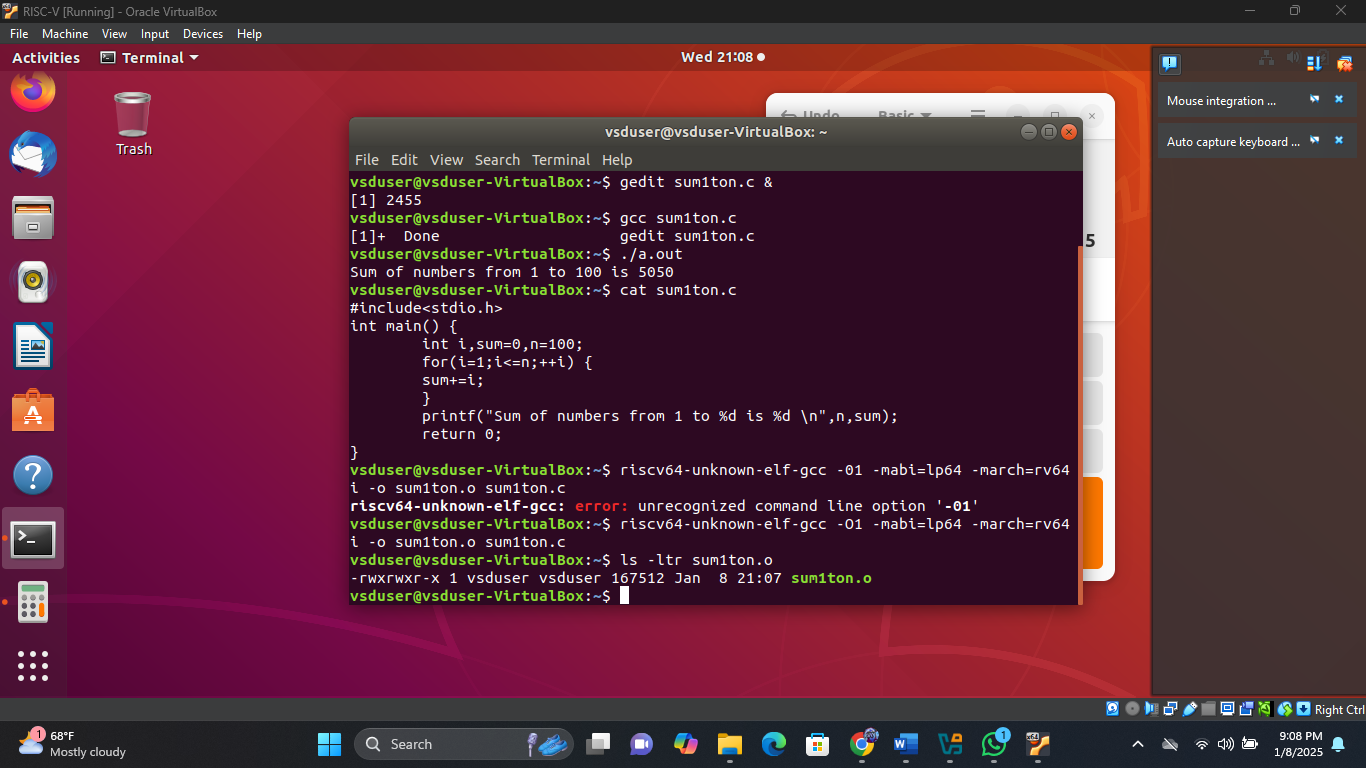 RISC-V [Running] - Oracle VirtualBox
File Machine View Input Devices Help
Activities Terminal Wed 21:08
Trash
Undo Basic
Mouse integration ...
Auto capture keyboard ...
vsduser@vsduser-VirtualBox: ~
File Edit View Search Terminal Help
vsduser@vsduser-VirtualBox:~$ gedit sum1ton.c &
[1] 2455
vsduser@vsduser-VirtualBox:~$ gcc sum1ton.c
[1]+  Done                    gedit sum1ton.c
vsduser@vsduser-VirtualBox:~$ ./a.out
Sum of numbers from 1 to 100 is 5050
vsduser@vsduser-VirtualBox:~$ cat sum1ton.c
#include<stdio.h>
int main() {
        int i,sum=0,n=100;
        for(i=1;i<=n;++i) {
        sum+=i;
        }
        printf("Sum of numbers from 1 to %d is %d \n",n,sum);
        return 0;
}
vsduser@vsduser-VirtualBox:~$ riscv64-unknown-elf-gcc -01 -mabi=lp64 -march=rv64
i -o sum1ton.o sum1ton.c
riscv64-unknown-elf-gcc: error: unrecognized command line option '-01'
vsduser@vsduser-VirtualBox:~$ riscv64-unknown-elf-gcc -O1 -mabi=lp64 -march=rv64
i -o sum1ton.o sum1ton.c
vsduser@vsduser-VirtualBox:~$ ls -ltr sum1ton.o
-rwxrwxr-x 1 vsduser vsduser 167512 Jan  8 21:07 sum1ton.o
vsduser@vsduser-VirtualBox:~$
5
Right Ctrl
1
68°F
Mostly cloudy
Search
1
9:08 PM
1/8/2025